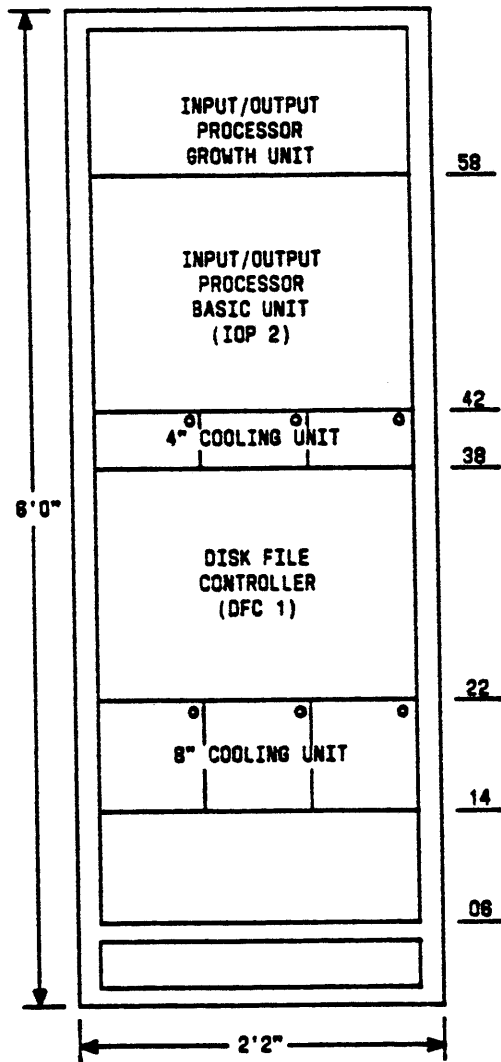 INPUT/OUTPUT
PROCESSOR
GROWTH UNIT
58
INPUT/OUTPUT
PROCESSOR
BASIC UNIT
(IOP 2)
42
4" COOLING UNIT
38
6'0"
DISK FILE
CONTROLLER
(DFC 1)
22
8" COOLING UNIT
14
06
2'2"